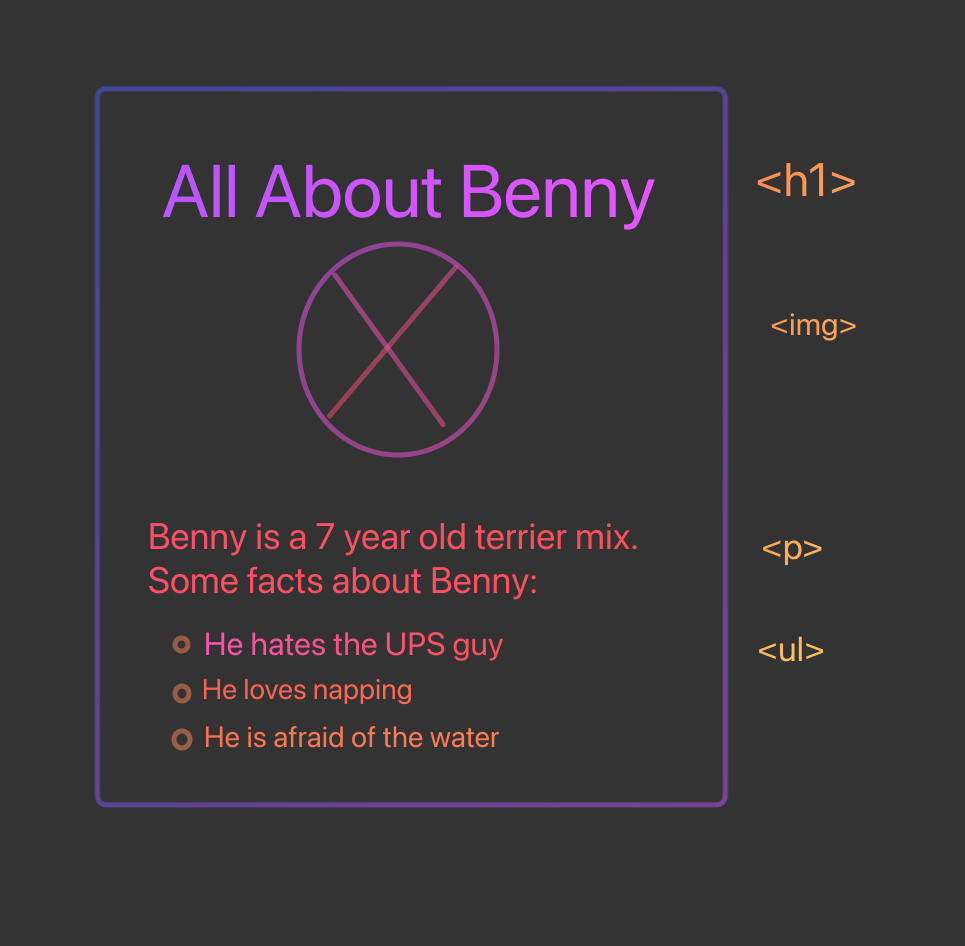 All About Benny
<h1>
<img>
Benny is a 7 year old terrier mix.
Some facts about Benny:
<p>
He hates the UPS guy
<ul>
He loves napping
He is afraid of the water